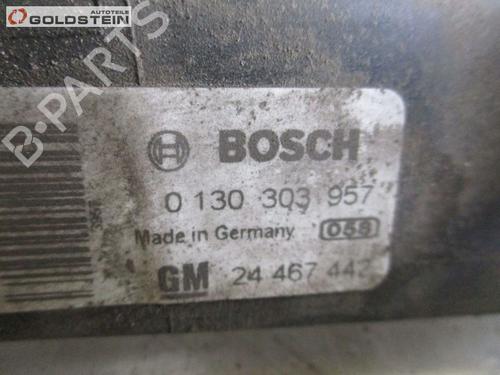 AUTOTEILE
GOLDSTEIN
B-PARTS
BOSCH
0 130 303 957
Made in Germany 058
GM 24 467 442